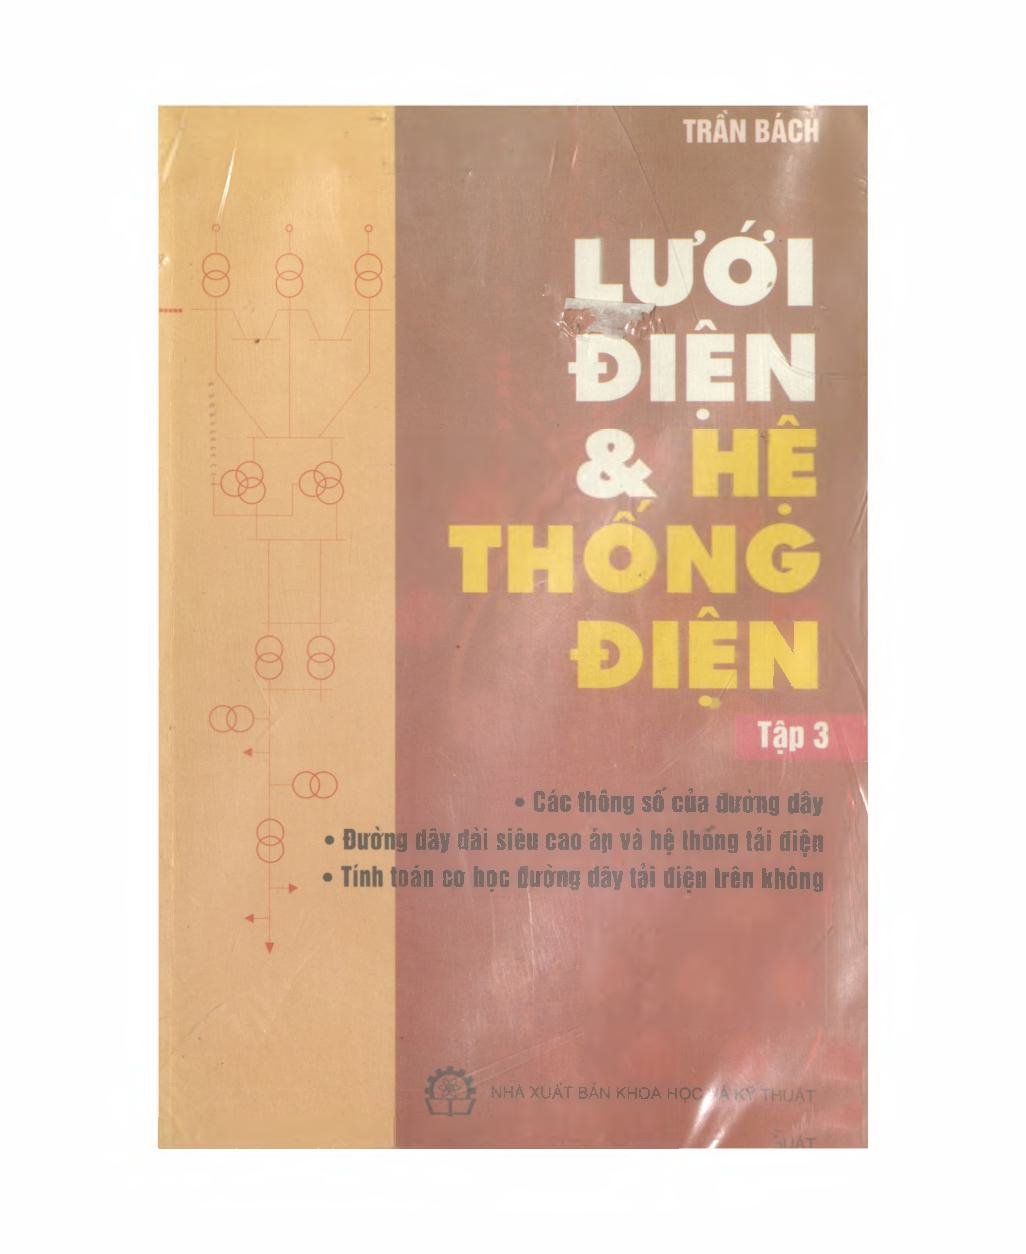 TRẦN BÁCH
LƯỚI
ĐIỆN
& HỆ
THỐNG
ĐIỆN
Tập 3
• Các thông số của đường dây
• Đường dây dài siêu cao áp và hệ thống tải điện
• Tính toán cơ học đường dây tải điện trên không
NHÀ XUẤT BẢN KHOA HỌC VÀ KỸ THUẬT